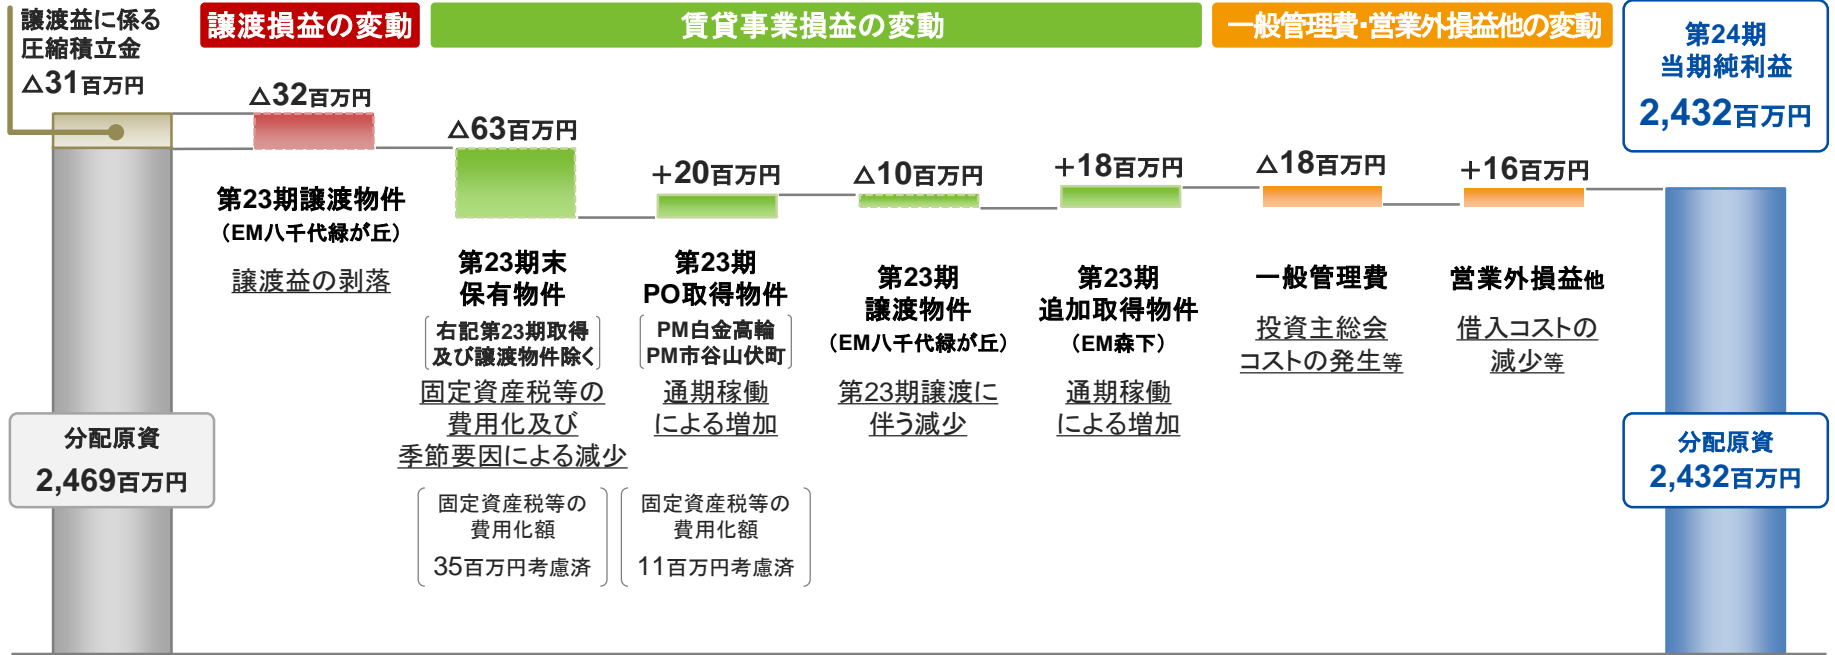 譲渡益に係る
圧縮積立金
△31百万円
譲渡損益の変動
賃貸事業損益の変動
一般管理費・営業外損益他の変動
第24期
当期純利益
2,432百万円
△32百万円
第23期譲渡物件
（EM八千代緑が丘）
譲渡益の剥落
△63百万円
第23期末
保有物件
右記第23期取得
及び譲渡物件除く
固定資産税等の
費用化及び
季節要因による減少
固定資産税等の
費用化額
35百万円考慮済
+20百万円
第23期
PO取得物件
PM白金高輪
PM市谷山伏町
通期稼働
による増加
固定資産税等の
費用化額
11百万円考慮済
△10百万円
第23期
譲渡物件
（EM八千代緑が丘）
第23期譲渡に
伴う減少
+18百万円
第23期
追加取得物件
（EM森下）
通期稼働
による増加
△18百万円
一般管理費
投資主総会
コストの発生等
+16百万円
営業外損益他
借入コストの
減少等
分配原資
2,469百万円
分配原資
2,432百万円